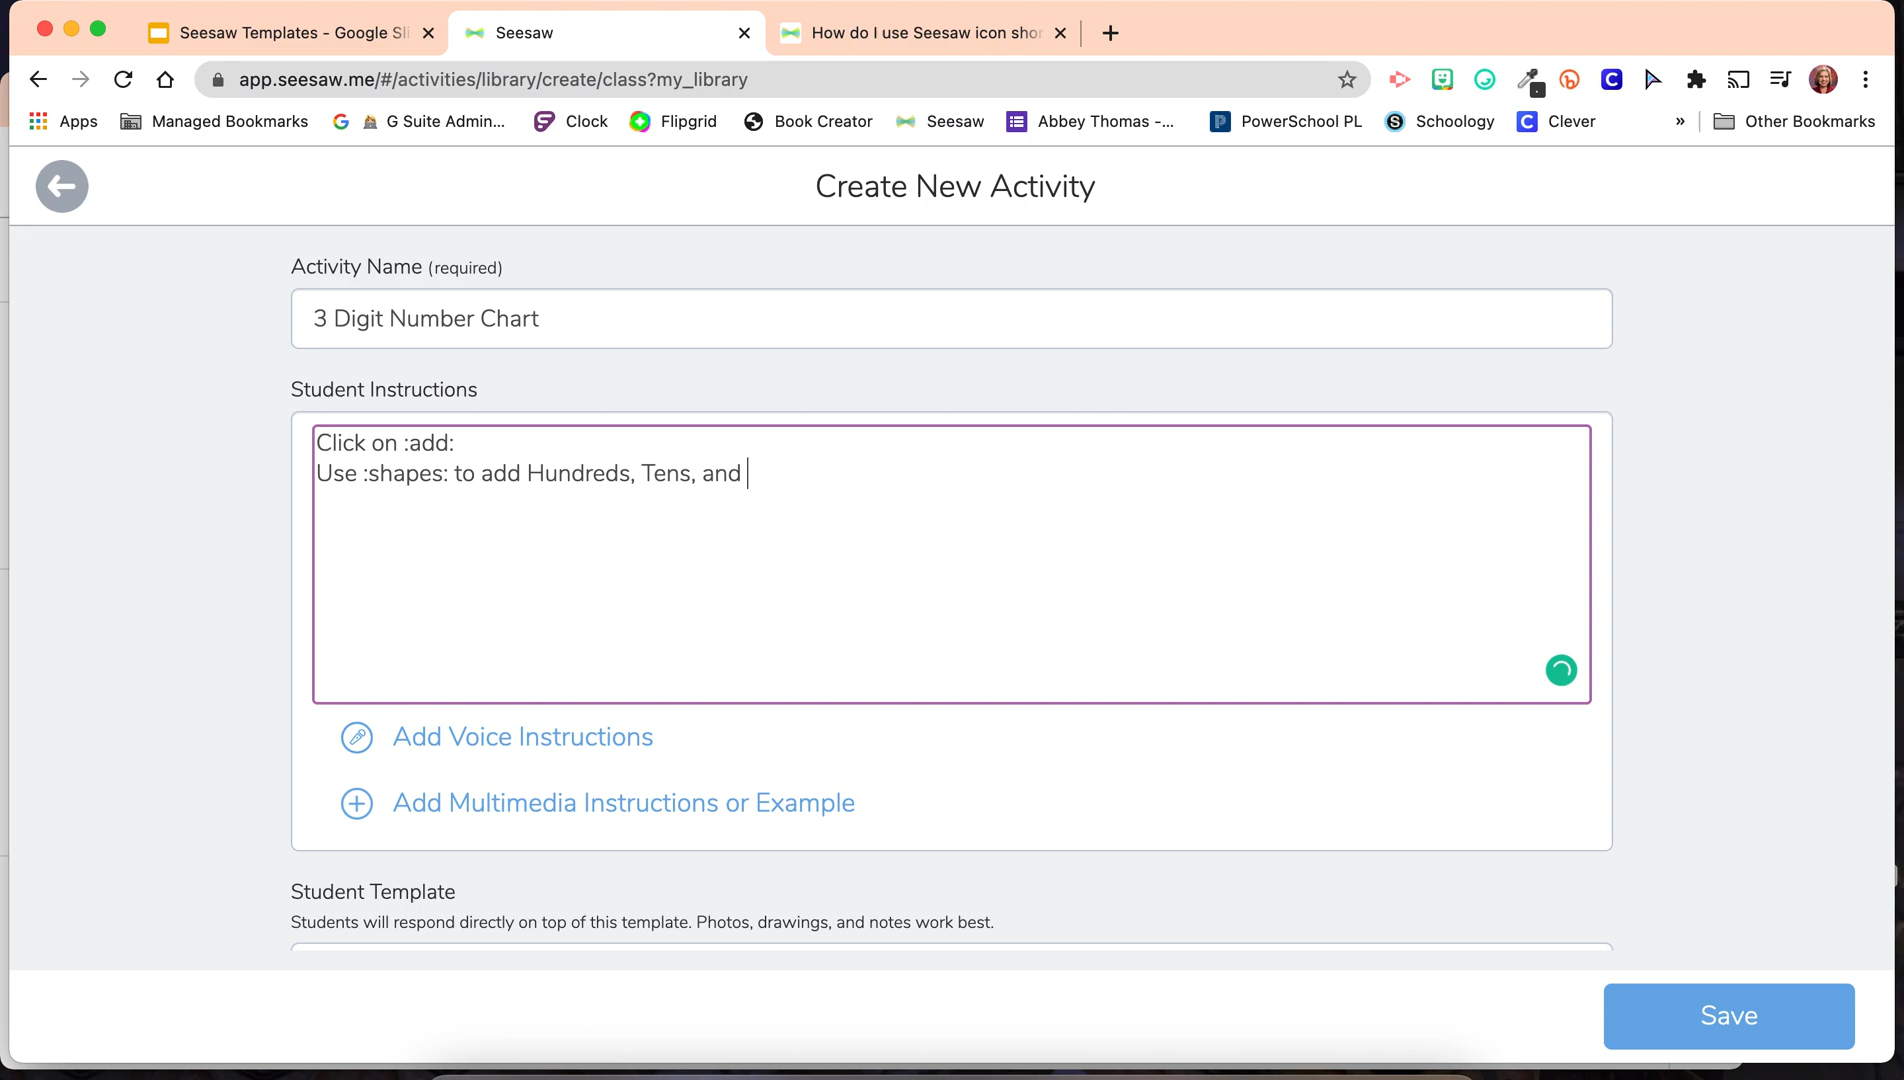 Seesaw Templates - Google Sli
Seesaw
How do I use Seesaw icon shor
app.seesaw.me/#/activities/library/create/class?my_library
Apps
Managed Bookmarks
G Suite Admin...
Clock
Flipgrid
Book Creator
Seesaw
Abbey Thomas -...
PowerSchool PL
Schoology
Clever
»
Other Bookmarks
Create New Activity
Activity Name (required)
3 Digit Number Chart
Student Instructions
Click on :add:
Use :shapes: to add Hundreds, Tens, and
Add Voice Instructions
Add Multimedia Instructions or Example
Student Template
Students will respond directly on top of this template. Photos, drawings, and notes work best.
Save